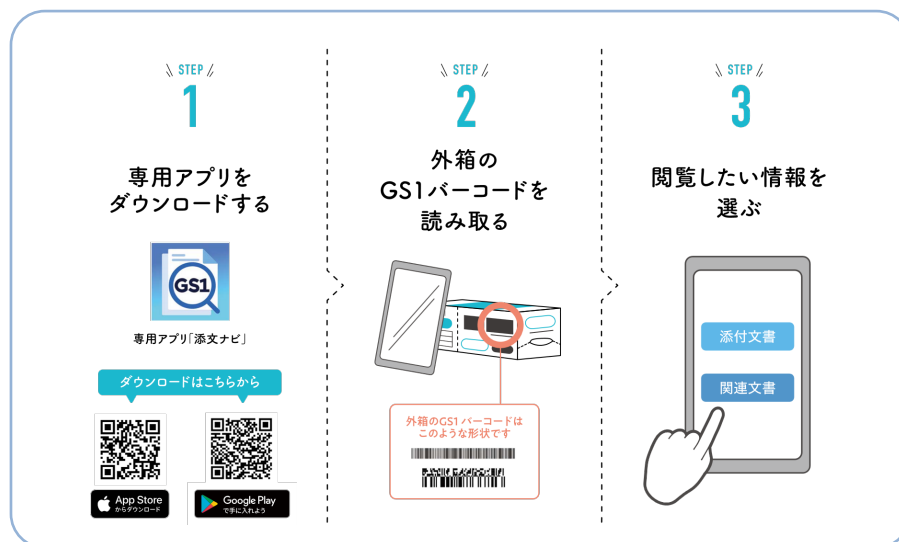 STEP
1
専用アプリを
ダウンロードする
GS1
専用アプリ「添文ナビ」
ダウンロードはこちらから
App Store
からダウンロード
Google Play
で手に入れよう
STEP
2
外箱の
GS1バーコードを
読み取る
外箱のGS1バーコードは
このような形状です
STEP
3
閲覧したい情報を
選ぶ
添付文書
関連文書